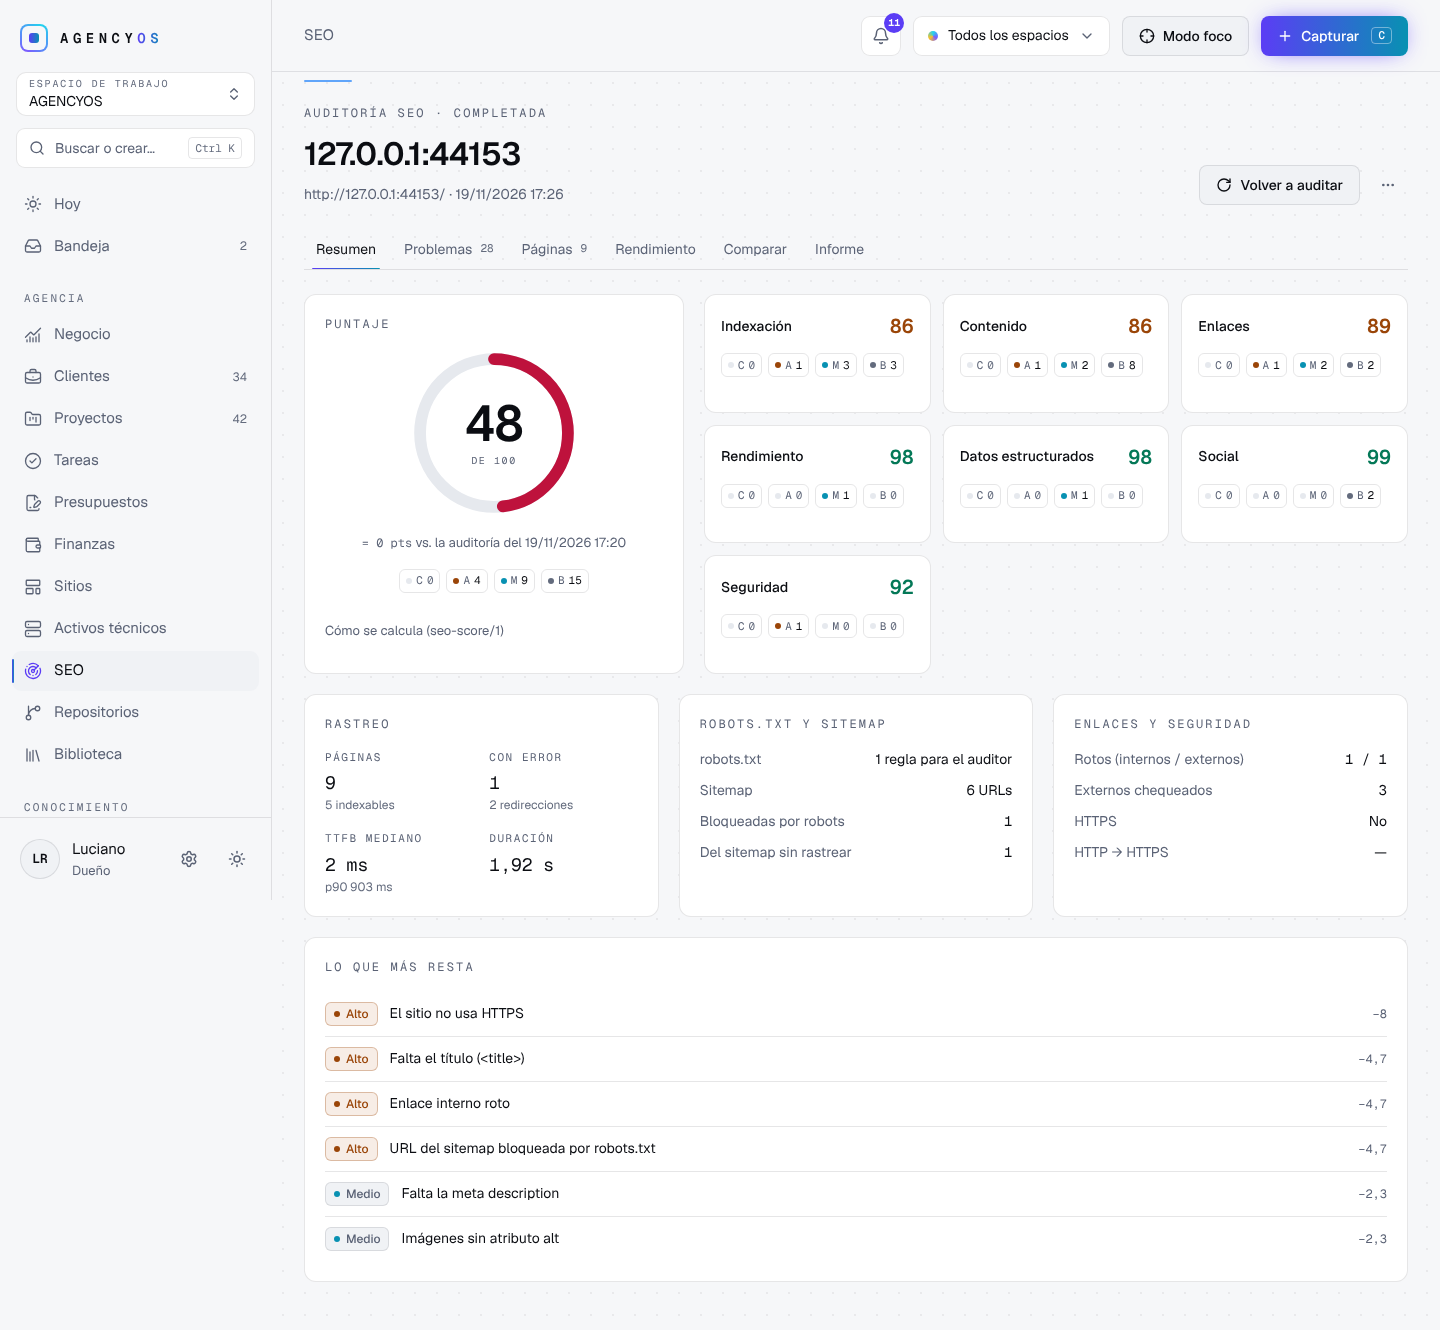 AGENCYOS
ESPACIO DE TRABAJO
AGENCYOS
Buscar o crear...
Ctrl K
Hoy
Bandeja 2
AGENCIA
Negocio
Clientes 34
Proyectos 42
Tareas
Presupuestos
Finanzas
Sitios
Activos técnicos
SEO
Repositorios
Biblioteca
CONOCIMIENTO
LR
Luciano
Dueño
SEO
11
Todos los espacios
Modo foco
Capturar C
AUDITORÍA SEO · COMPLETADA
127.0.0.1:44153
http://127.0.0.1:44153/ · 19/11/2026 17:26
Volver a auditar
Resumen
Problemas 28
Páginas 9
Rendimiento
Comparar
Informe
PUNTAJE
48
DE 100
= 0 pts vs. la auditoría del 19/11/2026 17:20
C 0 A 4 M 9 B 15
Cómo se calcula (seo-score/1)
Indexación 86
C 0 A 1 M 3 B 3
Contenido 86
C 0 A 1 M 2 B 8
Enlaces 89
C 0 A 1 M 2 B 2
Rendimiento 98
C 0 A 0 M 1 B 0
Datos estructurados 98
C 0 A 0 M 1 B 0
Social 99
C 0 A 0 M 0 B 2
Seguridad 92
C 0 A 1 M 0 B 0
RASTREO
PÁGINAS
9
5 indexables
CON ERROR
1
2 redirecciones
TTFB MEDIANO
2 ms
p90 903 ms
DURACIÓN
1,92 s
ROBOTS.TXT Y SITEMAP
robots.txt 1 regla para el auditor
Sitemap 6 URLs
Bloqueadas por robots 1
Del sitemap sin rastrear 1
ENLACES Y SEGURIDAD
Rotos (internos / externos) 1 / 1
Externos chequeados 3
HTTPS No
HTTP → HTTPS —
LO QUE MÁS RESTA
Alto El sitio no usa HTTPS −8
Alto Falta el título (<title>) −4,7
Alto Enlace interno roto −4,7
Alto URL del sitemap bloqueada por robots.txt −4,7
Medio Falta la meta description −2,3
Medio Imágenes sin atributo alt −2,3